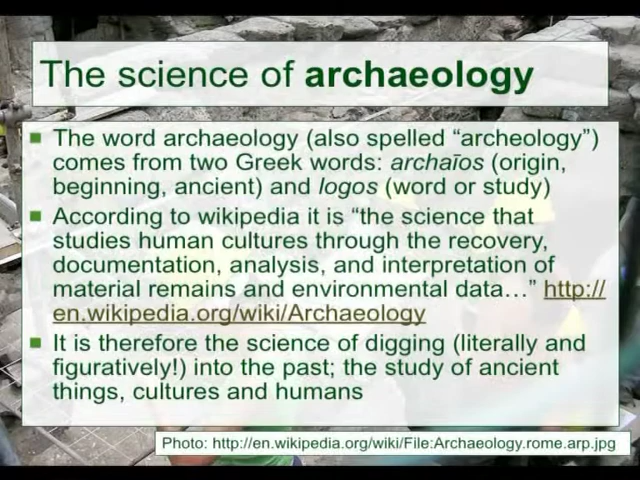 The science of archaeology
■ The word archaeology (also spelled “archeology”)
comes from two Greek words: archaīos (origin,
beginning, ancient) and logos (word or study)
■ According to wikipedia it is “the science that
studies human cultures through the recovery,
documentation, analysis, and interpretation of
material remains and environmental data…” http://
en.wikipedia.org/wiki/Archaeology
■ It is therefore the science of digging (literally and
figuratively!) into the past; the study of ancient
things, cultures and humans
Photo: http://en.wikipedia.org/wiki/File:Archaeology.rome.arp.jpg